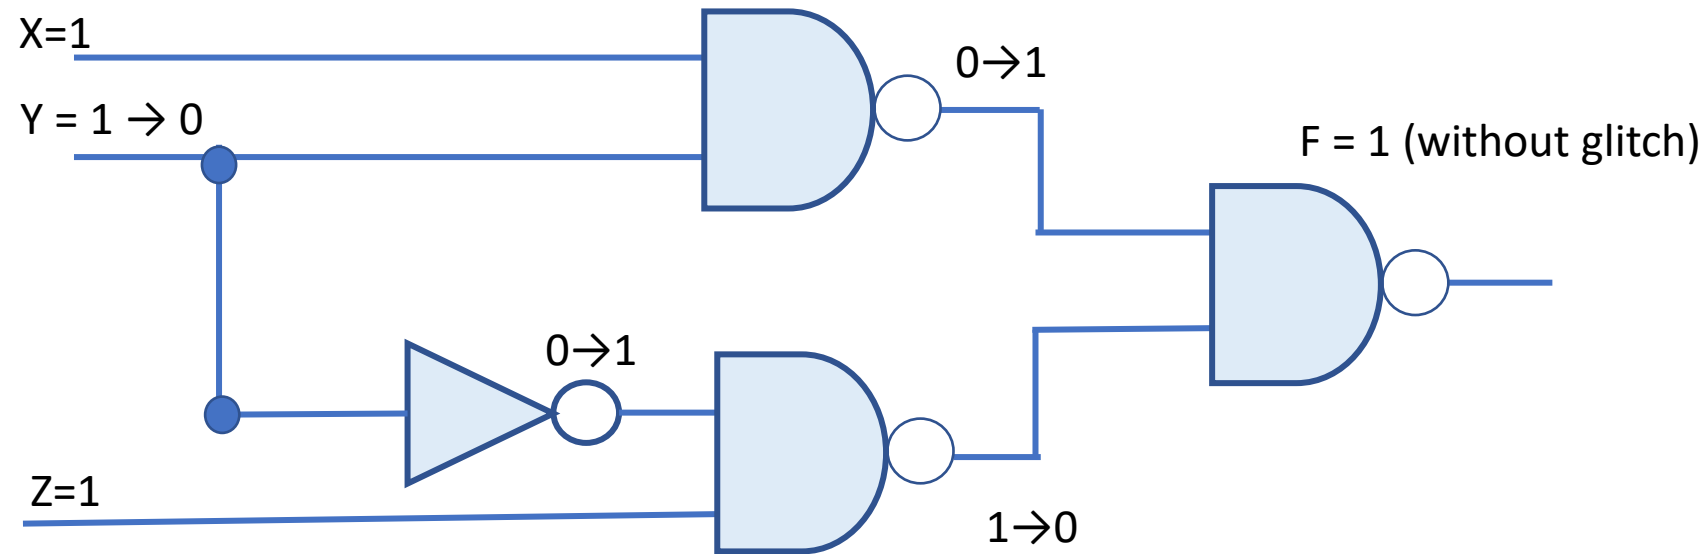 X=1
0→1
Y = 1 → 0
F = 1 (without glitch)
0→1
Z=1
1→0